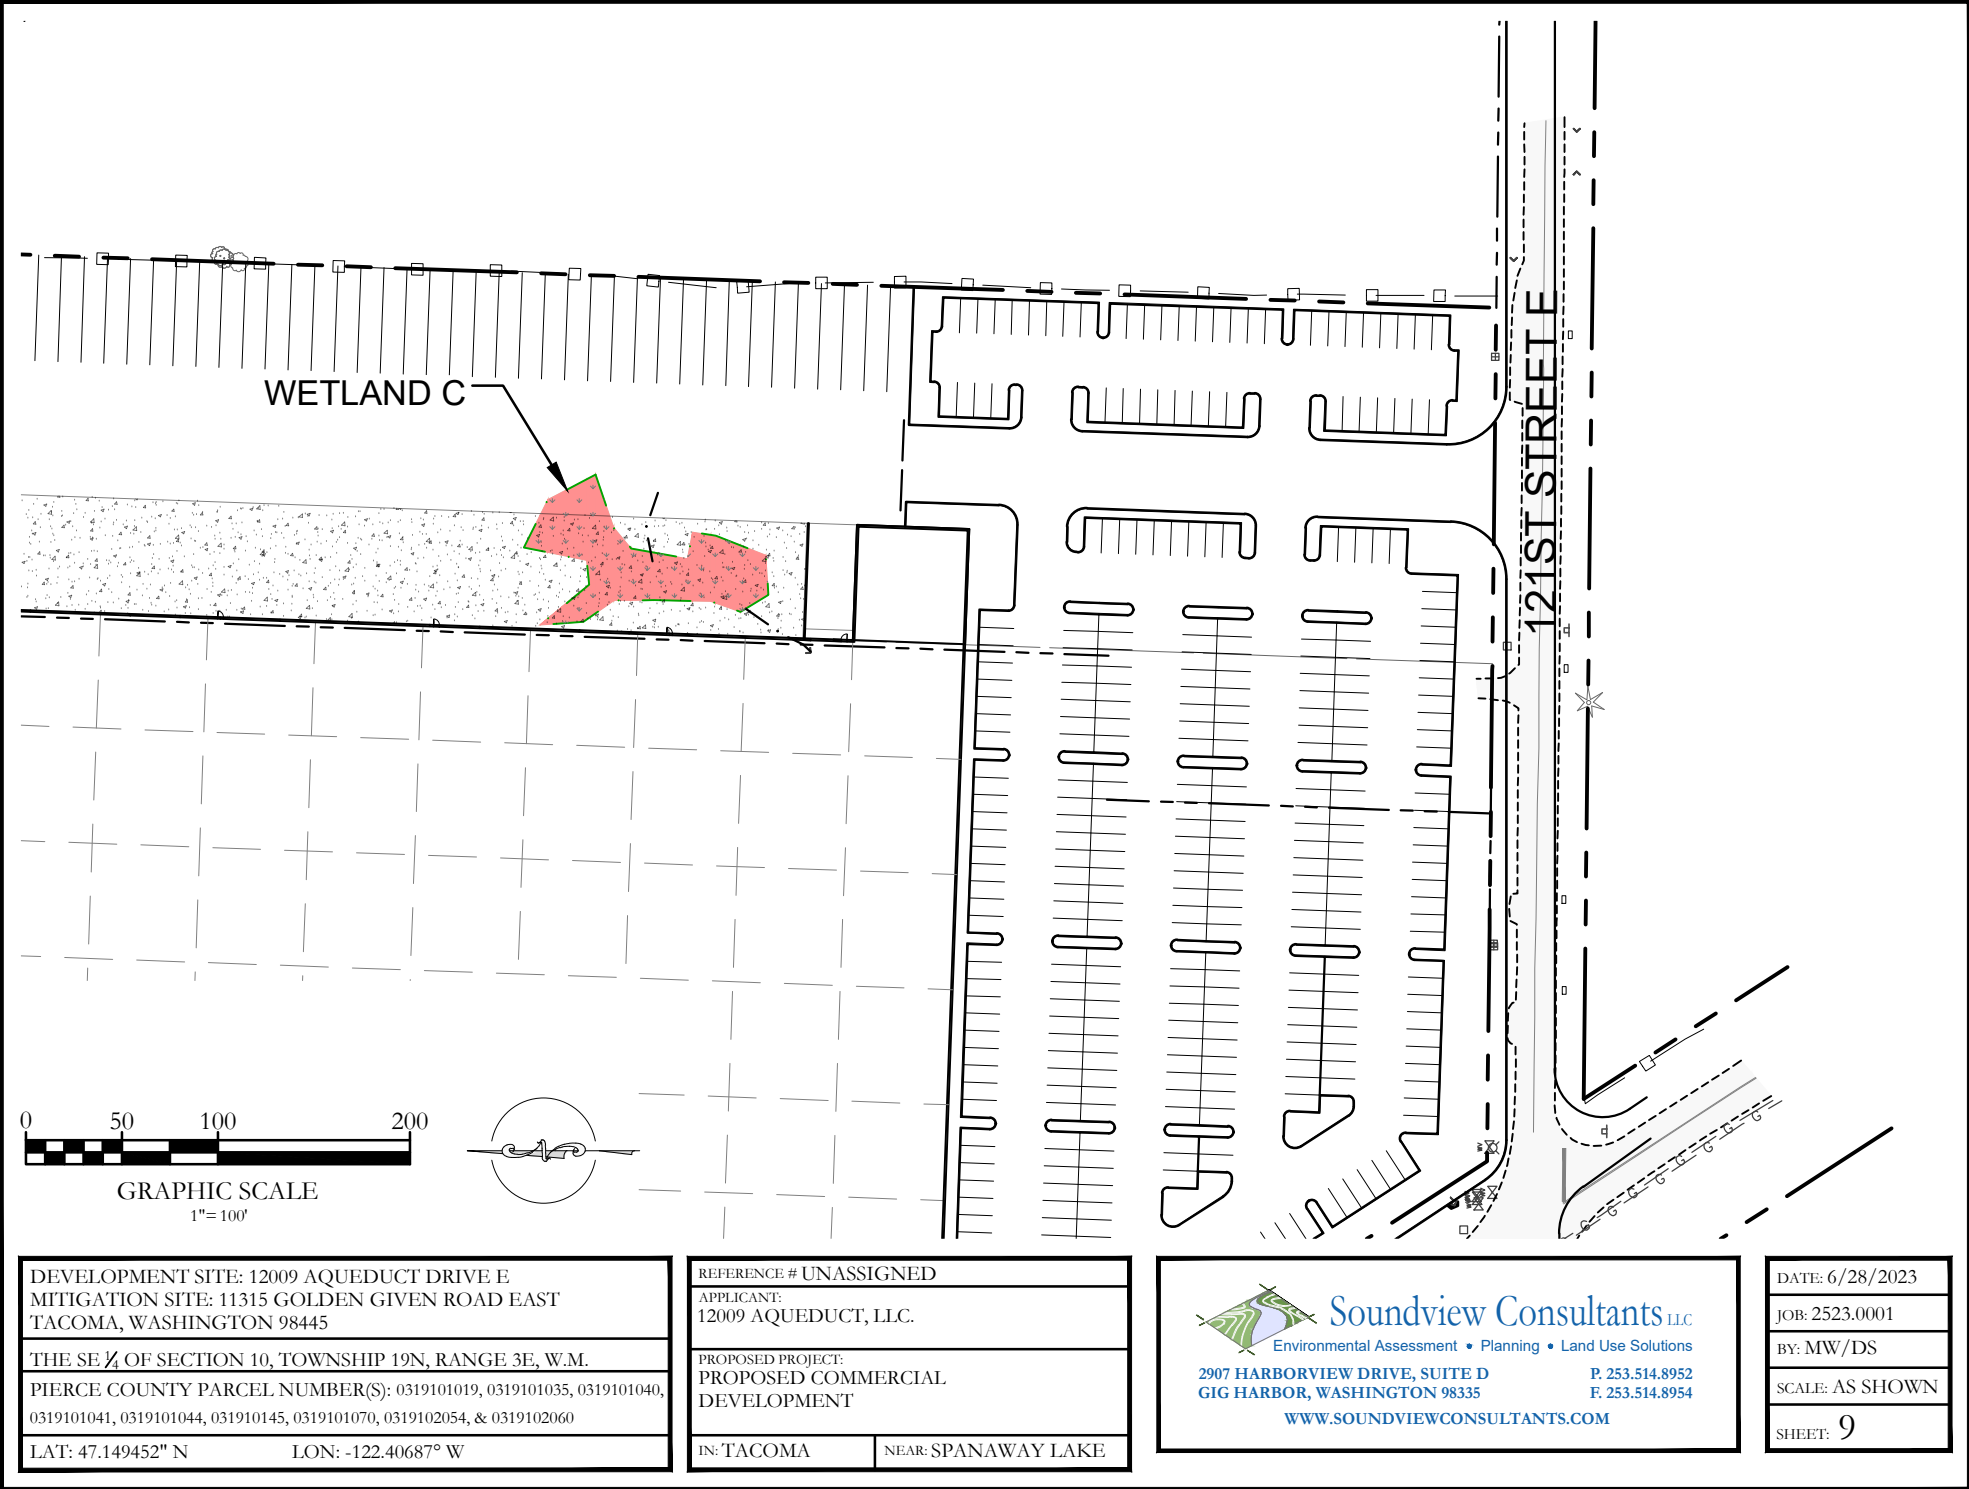 WETLAND C
121ST STREET E
0 50 100 200
GRAPHIC SCALE
1"= 100'
G G G G G G G
DEVELOPMENT SITE: 12009 AQUEDUCT DRIVE E
MITIGATION SITE: 11315 GOLDEN GIVEN ROAD EAST
TACOMA, WASHINGTON 98445
THE SE ¼ OF SECTION 10, TOWNSHIP 19N, RANGE 3E, W.M.
PIERCE COUNTY PARCEL NUMBER(S): 0319101019, 0319101035, 0319101040,
0319101041, 0319101044, 031910145, 0319101070, 0319102054, & 0319102060
LAT: 47.149452" N LON: -122.40687° W
REFERENCE # UNASSIGNED
APPLICANT:
12009 AQUEDUCT, LLC.
PROPOSED PROJECT:
PROPOSED COMMERCIAL
DEVELOPMENT
IN: TACOMA NEAR: SPANAWAY LAKE
Soundview Consultants LLC
Environmental Assessment • Planning • Land Use Solutions
2907 HARBORVIEW DRIVE, SUITE D P. 253.514.8952
GIG HARBOR, WASHINGTON 98335 F. 253.514.8954
WWW.SOUNDVIEWCONSULTANTS.COM
DATE: 6/28/2023
JOB: 2523.0001
BY: MW/DS
SCALE: AS SHOWN
SHEET: 9